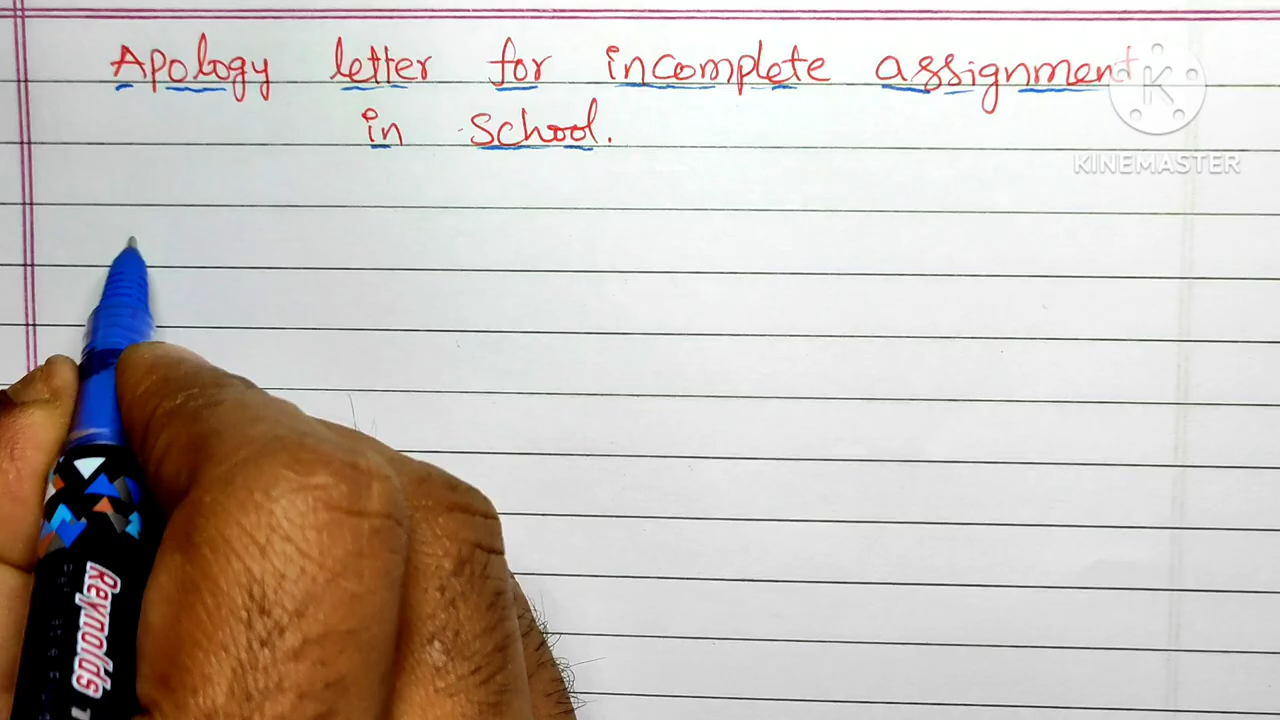 Apology letter for incomplete assignment
in school.
KINEMASTER
Reynolds